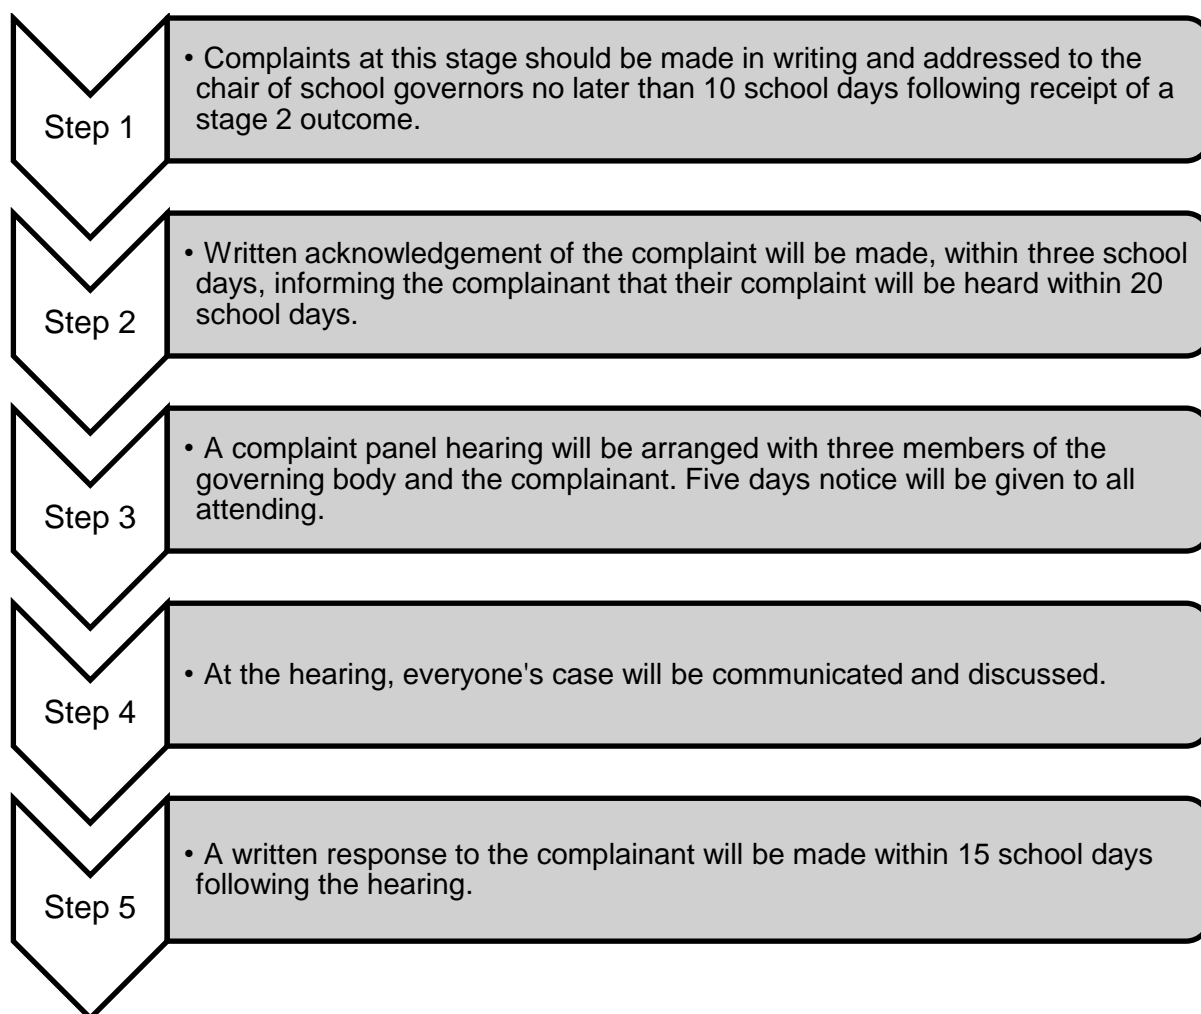 Step 1
• Complaints at this stage should be made in writing and addressed to the
chair of school governors no later than 10 school days following receipt of a
stage 2 outcome.
Step 2
• Written acknowledgement of the complaint will be made, within three school
days, informing the complainant that their complaint will be heard within 20
school days.
Step 3
• A complaint panel hearing will be arranged with three members of the
governing body and the complainant. Five days notice will be given to all
attending.
Step 4
• At the hearing, everyone's case will be communicated and discussed.
Step 5
• A written response to the complainant will be made within 15 school days
following the hearing.